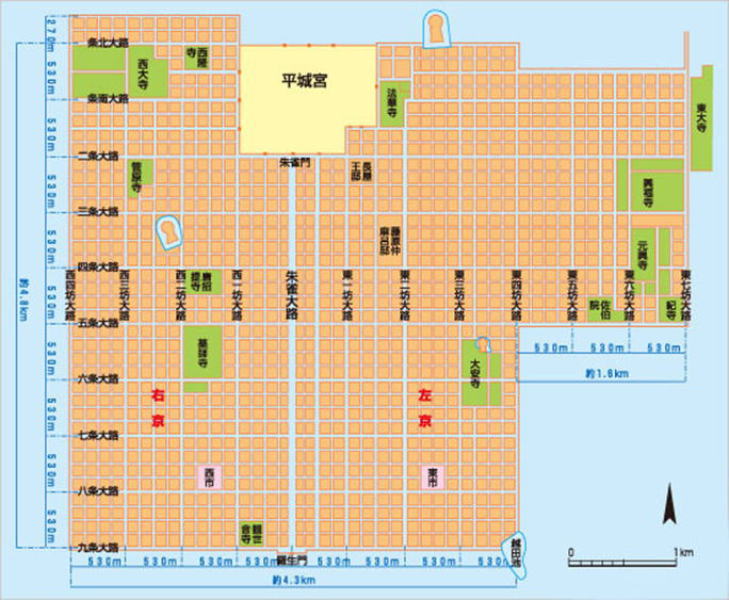 270m
一条北大路
西大寺
西隆寺
平城宮
法華寺
東大寺
一条南大路
530m
二条大路
朱雀門
長屋王邸
菅原寺
興福寺
530m
三条大路
藤原仲麻呂邸
元興寺
530m
四条大路
唐招提寺
西四坊大路
西三坊大路
西二坊大路
西一坊大路
朱雀大路
東一坊大路
東二坊大路
東三坊大路
東四坊大路
東五坊大路
東六坊大路
東七坊大路
佐伯院
紀寺
約4.8km
530m
五条大路
薬師寺
大安寺
530m 530m 530m
約1.6km
530m
六条大路
右京
左京
530m
七条大路
西市
東市
530m
八条大路
観世音寺
越田池
530m
九条大路
羅生門
530m 530m 530m 530m 530m 530m 530m 530m
約4.3km
0 1km